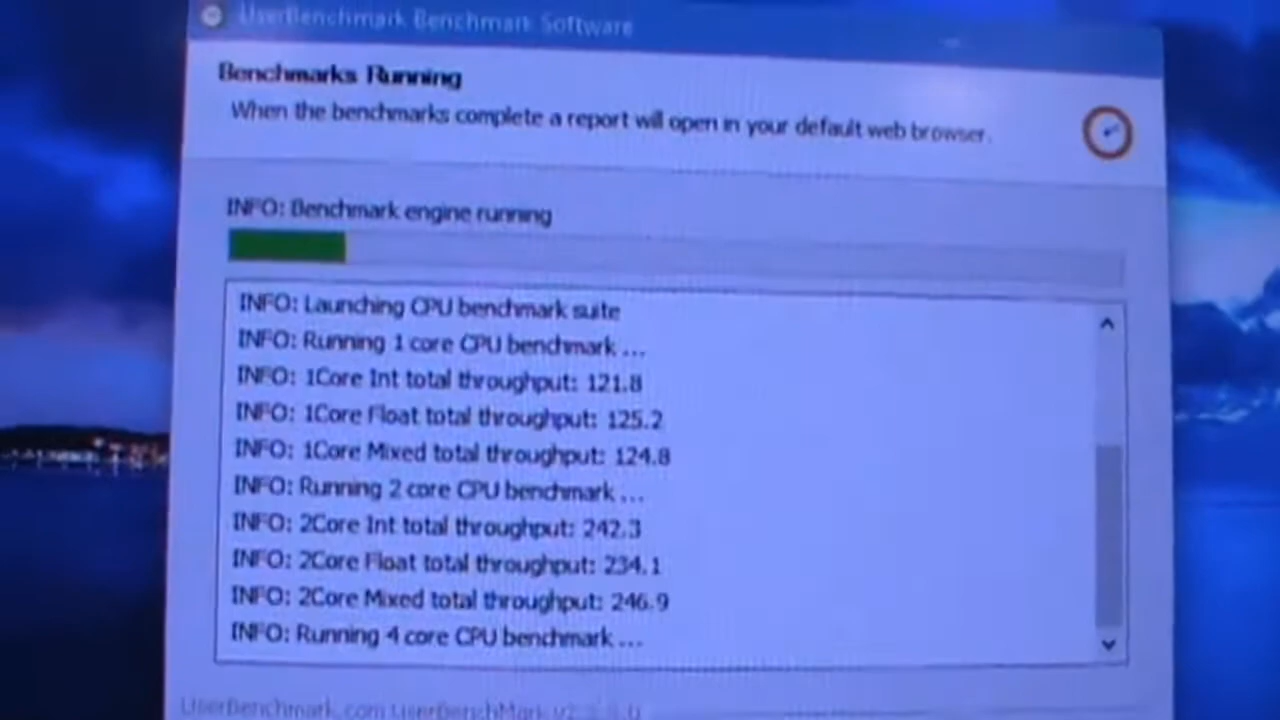 UserBenchmark Benchmark Software
Benchmarks Running
When the benchmarks complete a report will open in your default web browser.
INFO: Benchmark engine running
INFO: Launching CPU benchmark suite
INFO: Running 1 core CPU benchmark ...
INFO: 1Core Int total throughput: 121.8
INFO: 1Core Float total throughput: 125.2
INFO: 1Core Mixed total throughput: 124.8
INFO: Running 2 core CPU benchmark ...
INFO: 2Core Int total throughput: 242.3
INFO: 2Core Float total throughput: 234.1
INFO: 2Core Mixed total throughput: 246.9
INFO: Running 4 core CPU benchmark ...
UserBenchmark.com UserBenchMark